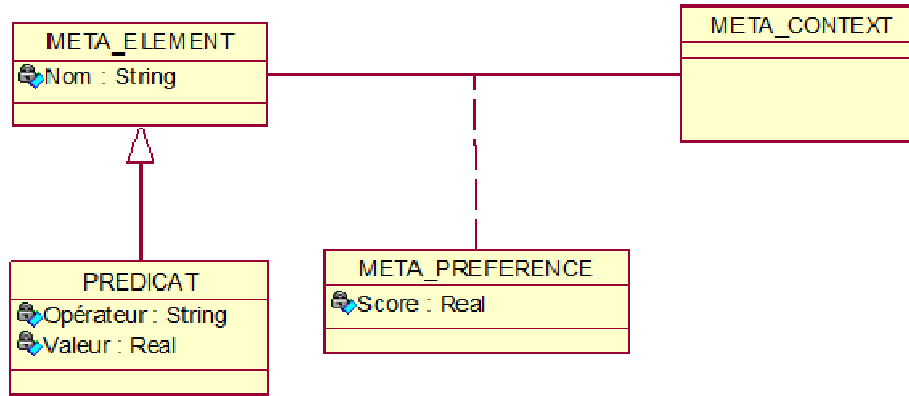 META_ELEMENT
Nom : String
META_CONTEXT
PREDICAT
Opérateur : String
Valeur : Real
META_PREFERENCE
Score : Real